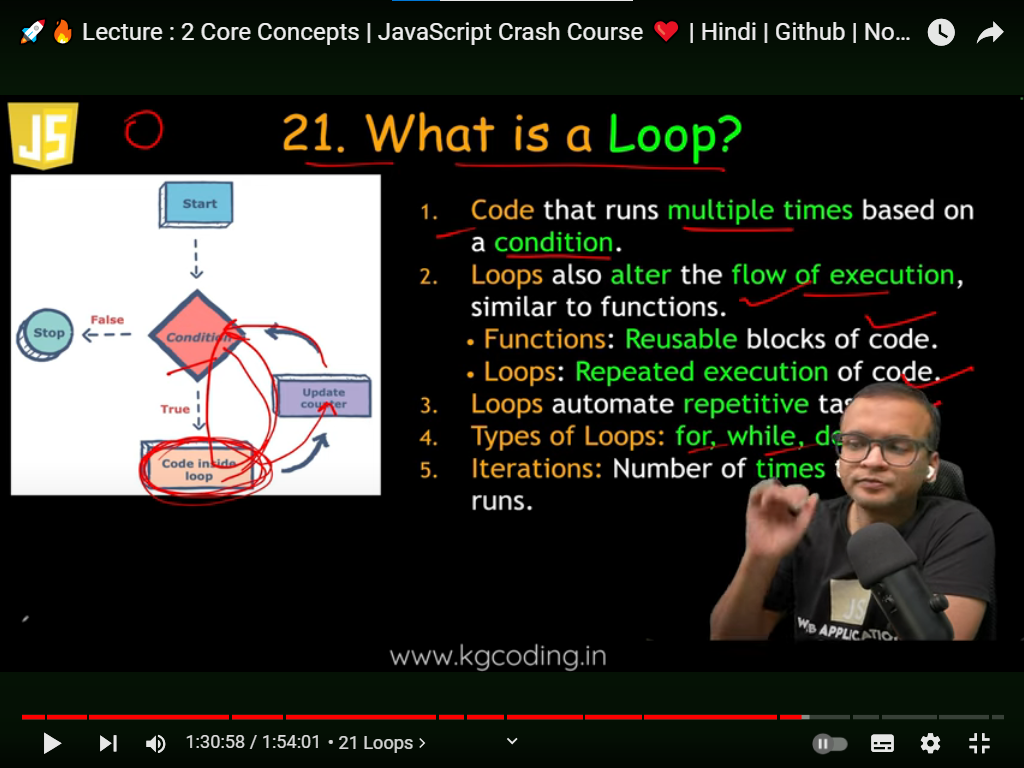 🚀🔥 Lecture : 2 Core Concepts | JavaScript Crash Course ❤️ | Hindi | Github | No...
JS
21. What is a Loop?
Start
Condition
False
Stop
True
Update
counter
Code inside
loop
1. Code that runs multiple times based on
a condition.
2. Loops also alter the flow of execution,
similar to functions.
• Functions: Reusable blocks of code.
• Loops: Repeated execution of code.
3. Loops automate repetitive
4. Types of Loops: for, while,
5. Iterations: Number of times
runs.
JS
WEB APPLICATION
www.kgcoding.in
1:30:58 / 1:54:01 • 21 Loops >